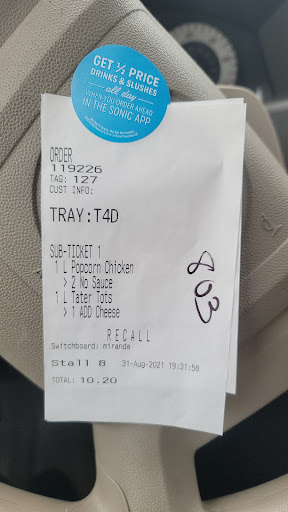 GET ½ PRICE
DRINKS & SLUSHES
all day
WHEN YOU ORDER AHEAD
IN THE SONIC APP
ORDER
119226
TAG: 127
CUST INFO:
TRAY:T4D
SUB-TICKET 1
1 L Popcorn Chicken
> 2 No Sauce
1 L Tater Tots
> 1 ADD Cheese
RECALL
Switchboard: miranda
Stall 8 31-Aug-2021 19:31:58
TOTAL: 10.20
803